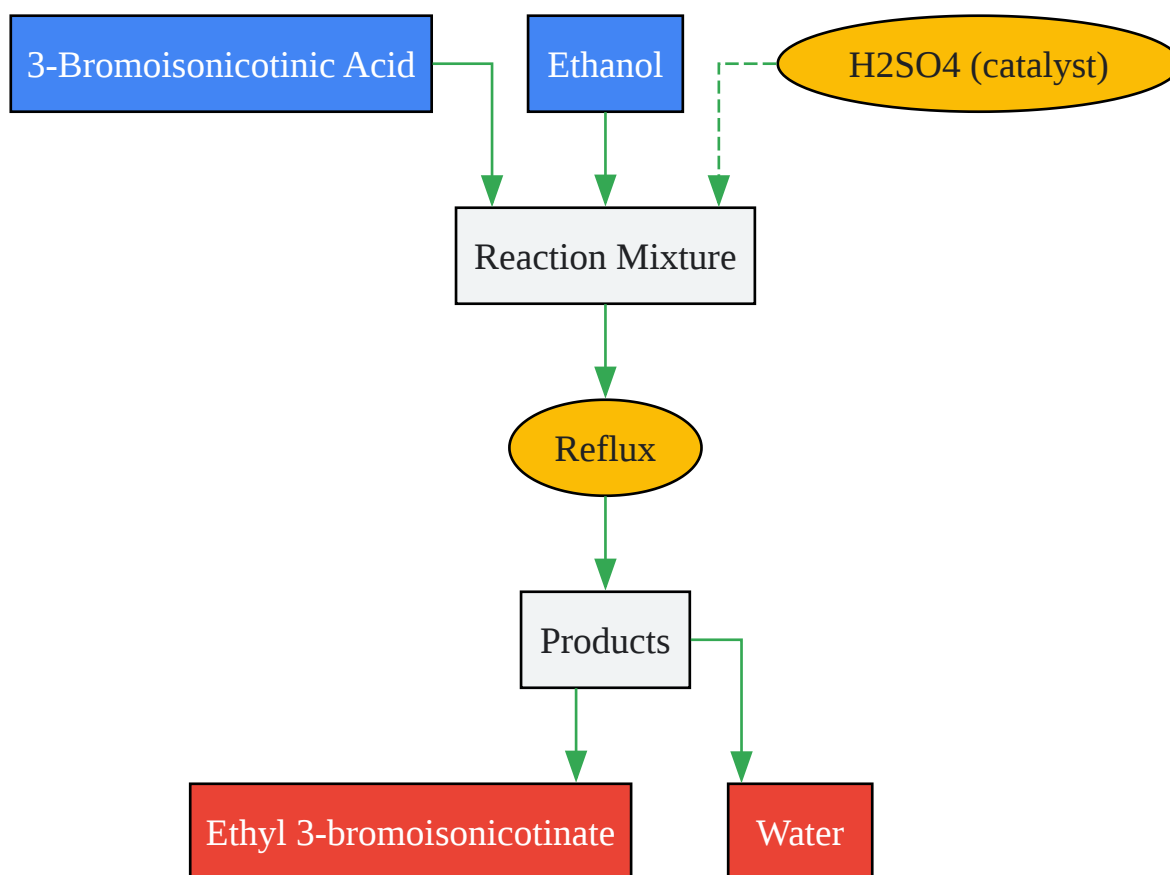 3-Bromoisonicotinic Acid
Ethanol
H2SO4 (catalyst)
Reaction Mixture
Reflux
Products
Ethyl 3-bromoisonicotinate
Water